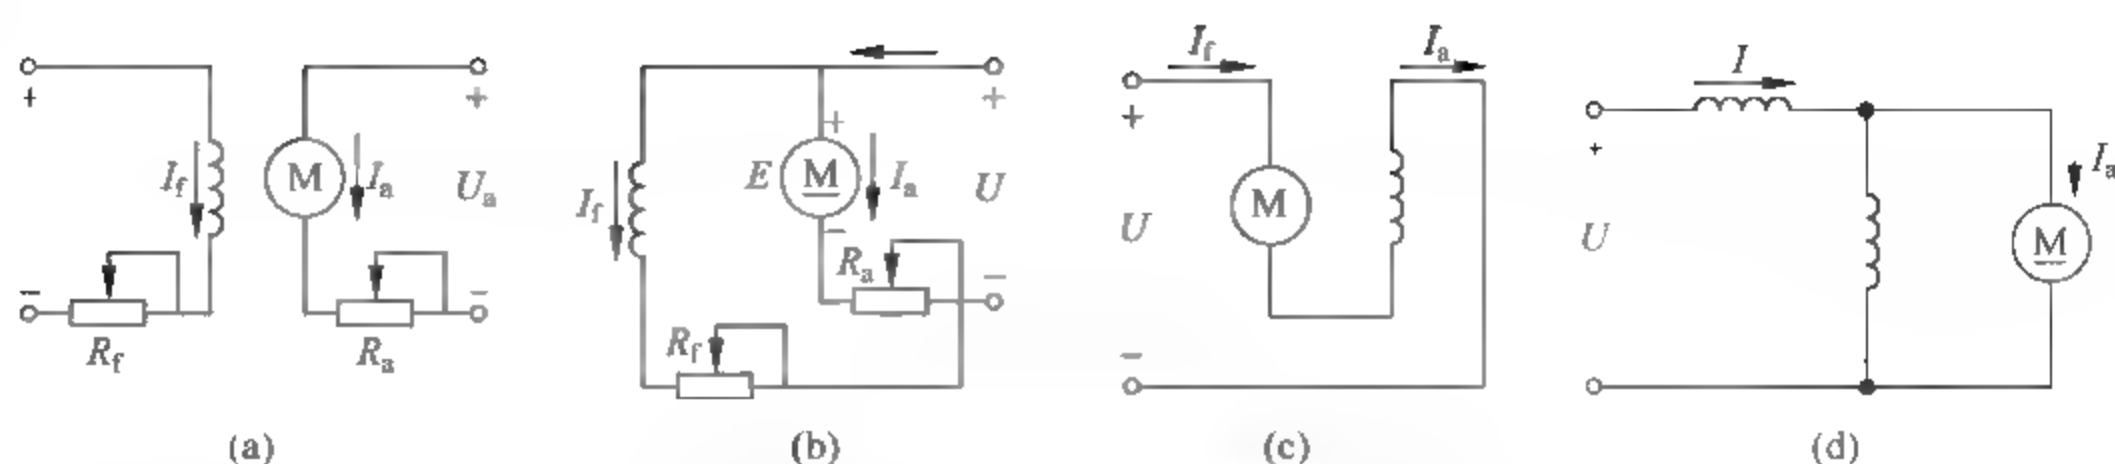 I_f I_a I
+ + + + + +
I_f M I_a U_a I_f E M I_a U U M U M I_a
− R_f R_a − − R_a − R_f −
(a) (b) (c) (d)